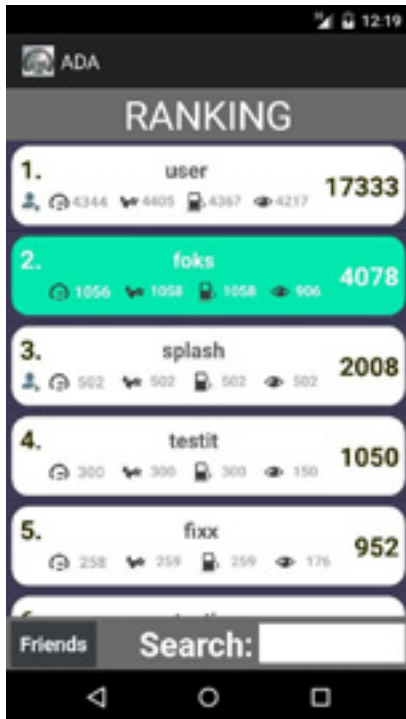 12:19
ADA
RANKING
1. user 17333
4344 4405 4367 4217
2. foks 4078
1056 1058 1058 906
3. splash 2008
502 502 502 502
4. testit 1050
300 300 300 150
5. fixx 952
258 259 259 176
Friends Search: